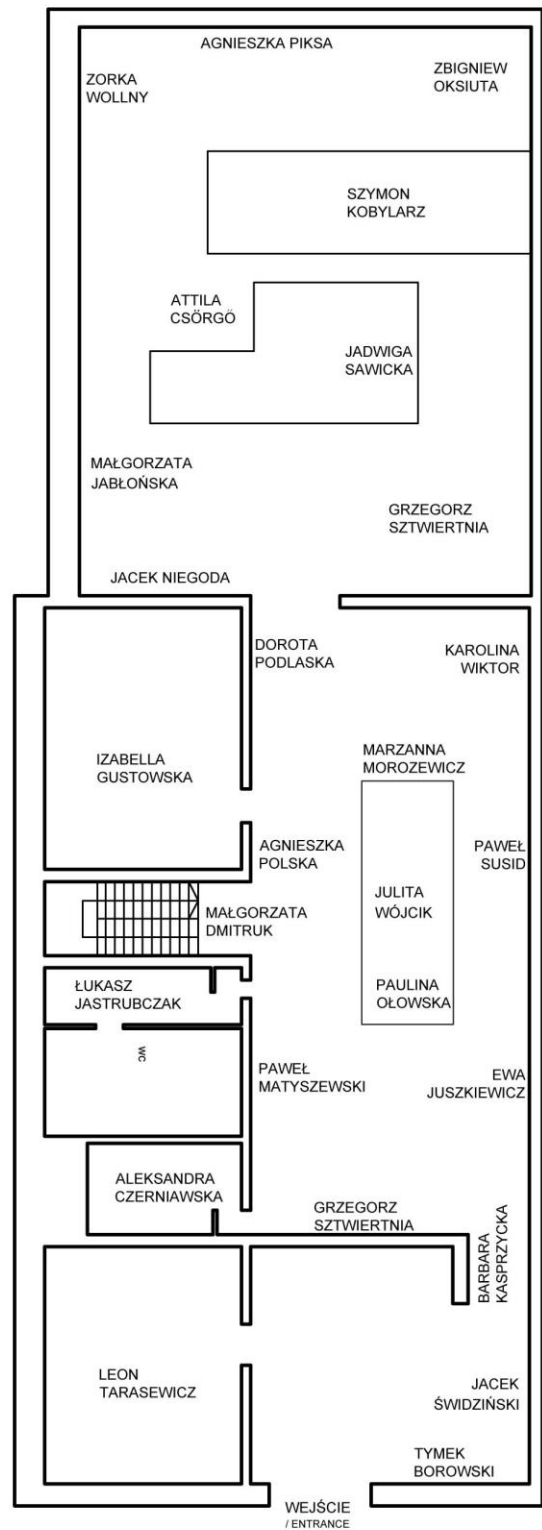 AGNIESZKA PIKSA
ZORKA
WOLLNY
ZBIGNIEW
OKSIUTA
SZYMON
KOBYLARZ
ATTILA
CSÖRGÖ
JADWIGA
SAWICKA
MAŁGORZATA
JABŁOŃSKA
GRZEGORZ
SZTWIERTNIA
JACEK NIEGODA
DOROTA
PODLASKA
KAROLINA
WIKTOR
IZABELLA
GUSTOWSKA
MARZANNA
MOROZEWICZ
AGNIESZKA
POLSKA
PAWEŁ
SUSID
JULITA
WÓJCIK
MAŁGORZATA
DMITRUK
ŁUKASZ
JASTRUBCZAK
PAULINA
OŁOWSKA
WC
PAWEŁ
MATYSZEWSKI
EWA
JUSZKIEWICZ
ALEKSANDRA
CZERNIAWSKA
GRZEGORZ
SZTWIERTNIA
BARBARA
KASPRZYCKA
LEON
TARASEWICZ
JACEK
ŚWIDZIŃSKI
TYMEK
BOROWSKI
WEJŚCIE
/ ENTRANCE